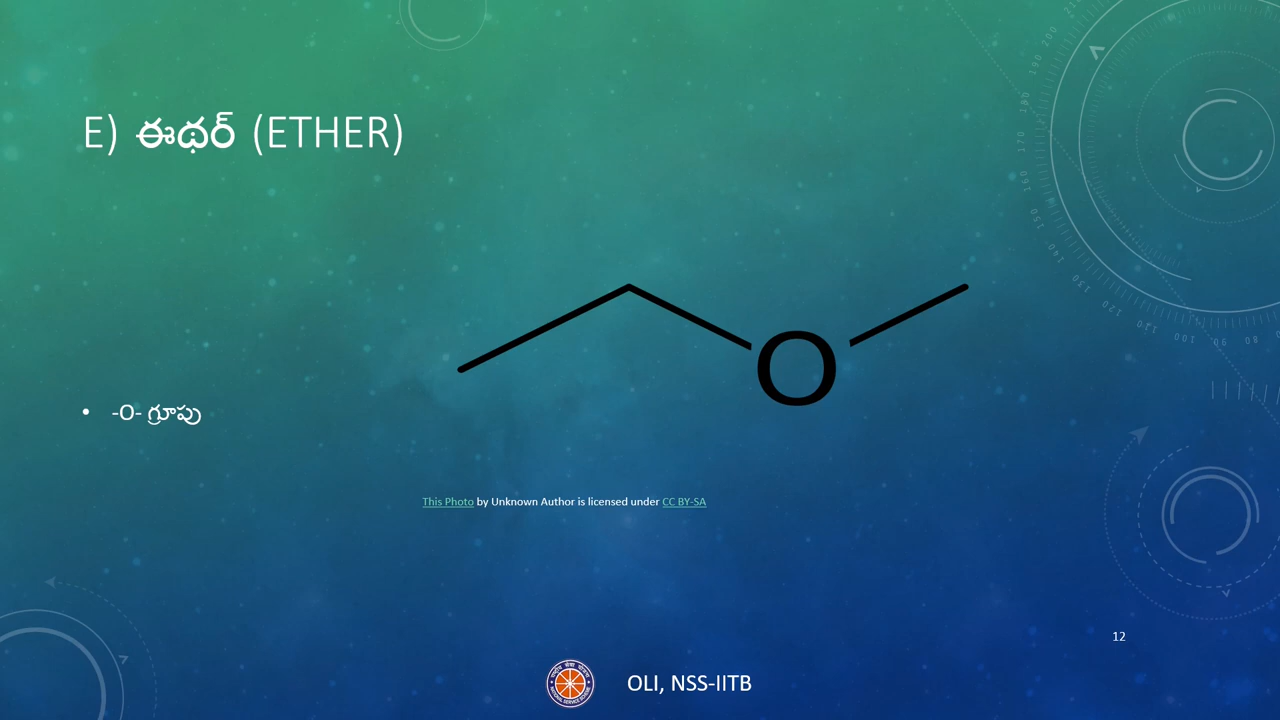 E) ఈథర్ (ETHER)
O
• -O- గ్రూపు
This Photo by Unknown Author is licensed under CC BY-SA
12
OLI, NSS-IITB